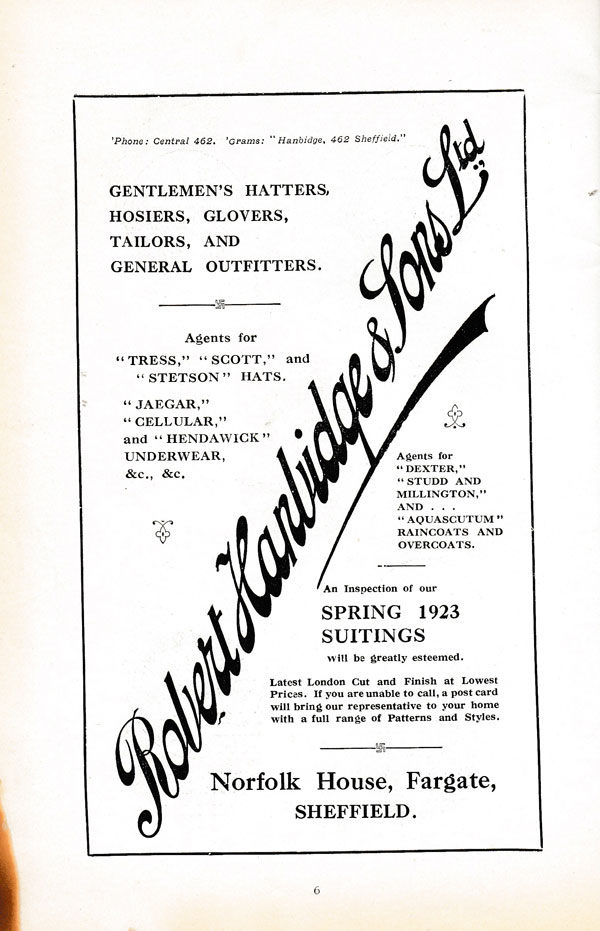 'Phone: Central 462. 'Grams: "Hanbidge, 462 Sheffield."
GENTLEMEN'S HATTERS,
HOSIERS, GLOVERS,
TAILORS, AND
GENERAL OUTFITTERS.
Agents for
"TRESS," "SCOTT," and
"STETSON" HATS.
"JAEGAR,"
"CELLULAR,"
and "HENDAWICK"
UNDERWEAR,
&c., &c.
Robert Hanbidge & Sons Ltd.
Agents for
"DEXTER,"
"STUDD AND
MILLINGTON,"
AND . . .
"AQUASCUTUM"
RAINCOATS AND
OVERCOATS.
An Inspection of our
SPRING 1923
SUITINGS
will be greatly esteemed.
Latest London Cut and Finish at Lowest
Prices. If you are unable to call, a post card
will bring our representative to your home
with a full range of Patterns and Styles.
Norfolk House, Fargate,
SHEFFIELD.
6